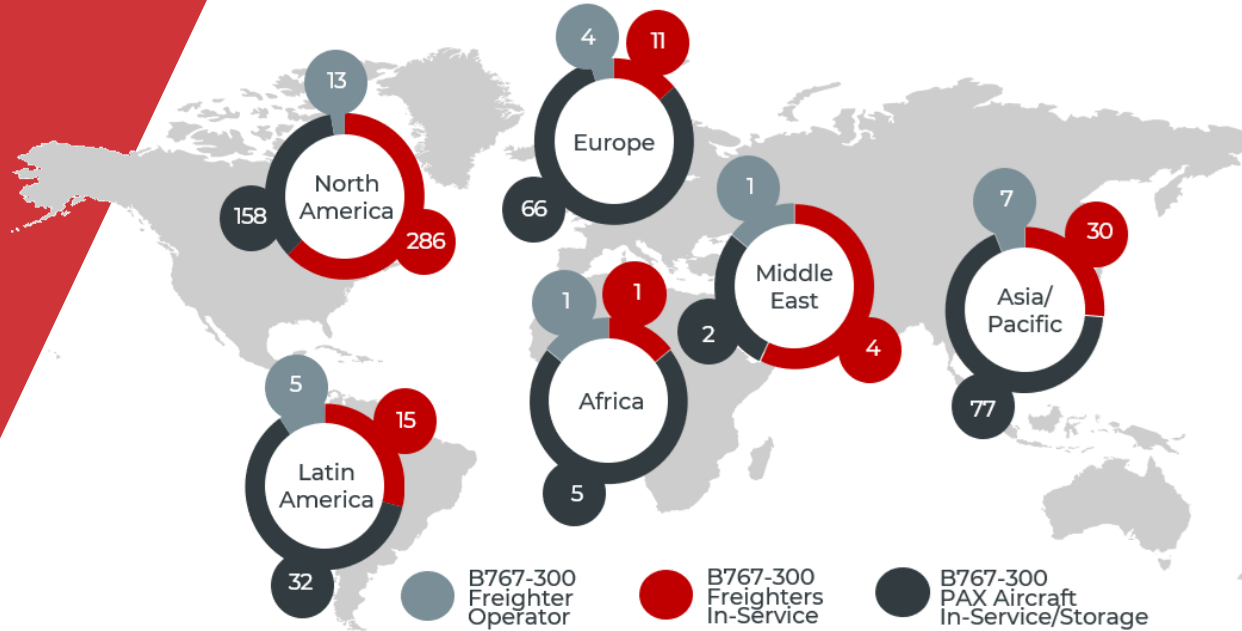 13
North
America
158
286
4
11
Europe
66
1
Middle
East
2
4
7
30
Asia/
Pacific
77
1
1
Africa
5
5
15
Latin
America
32
B767-300
Freighter
Operator
B767-300
Freighters
In-Service
B767-300
PAX Aircraft
In-Service/Storage